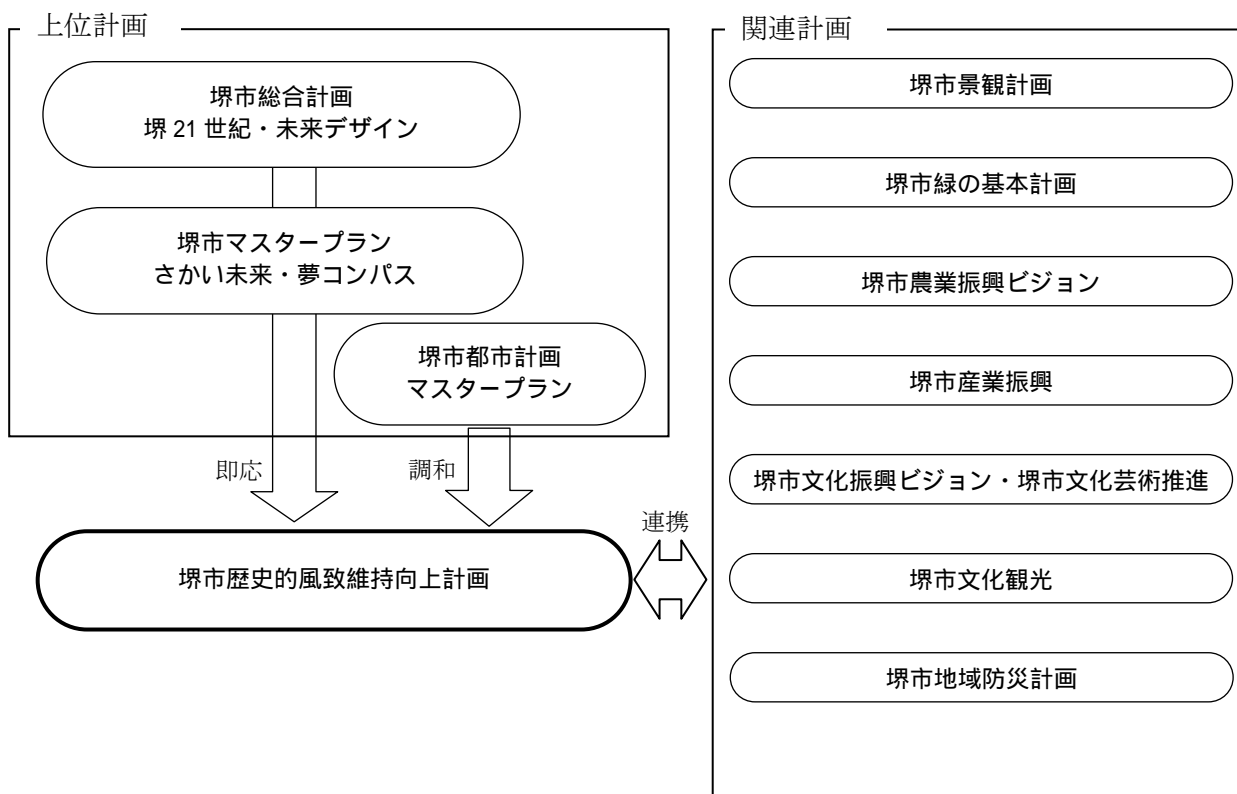 上位計画
堺市総合計画
堺 21 世紀・未来デザイン
堺市マスタープラン
さかい未来・夢コンパス
堺市都市計画
マスタープラン
即応
調和
堺市歴史的風致維持向上計画
連携
関連計画
堺市景観計画
堺市緑の基本計画
堺市農業振興ビジョン
堺市産業振興
堺市文化振興ビジョン・堺市文化芸術推進
堺市文化観光
堺市地域防災計画